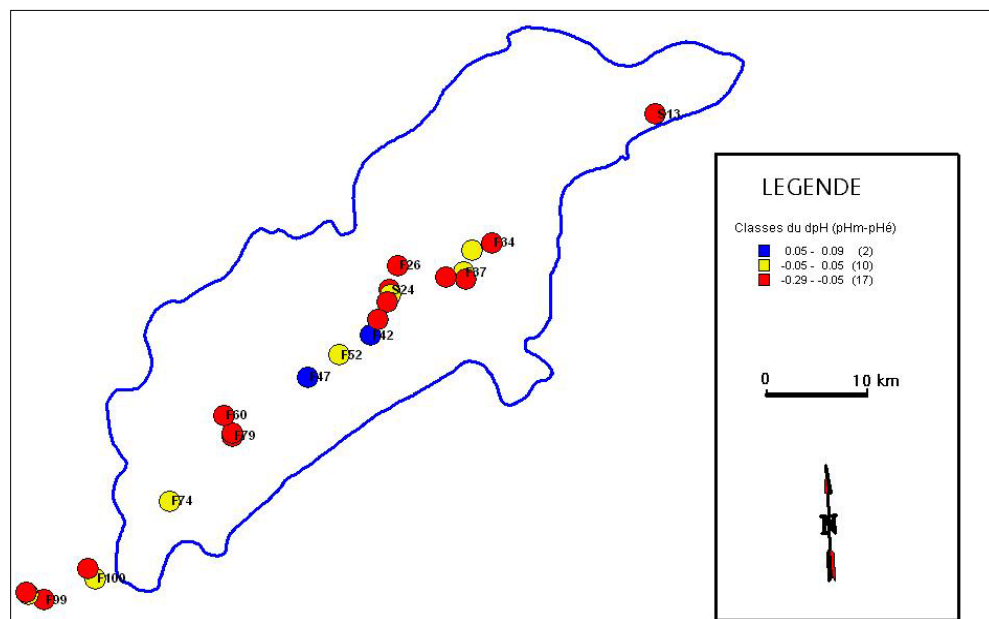 S13
LEGENDE
Classes du dpH (pHm-pHé)
0.05 - 0.09 (2)
-0.05 - 0.05 (10)
-0.29 - -0.05 (17)
F34
F26
F37
S24
F42
F52
F47
F60
F79
F74
F100
F99
0 10 km
N